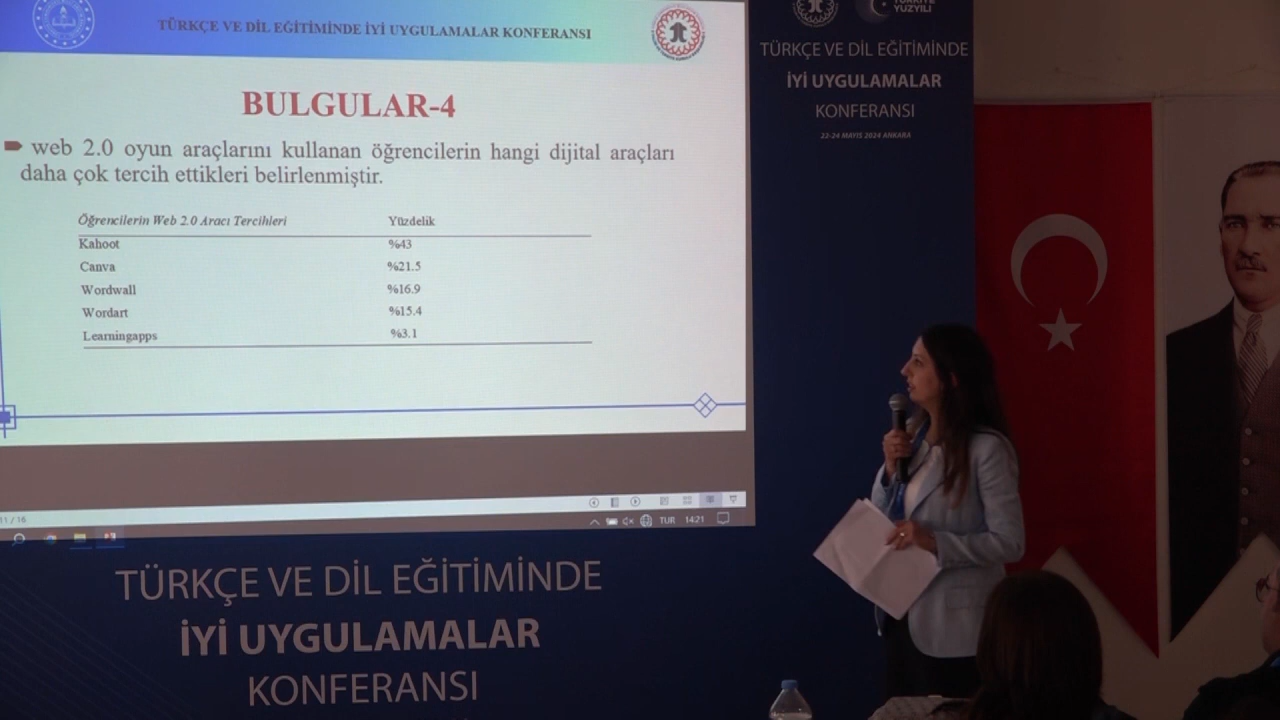 TÜRKÇE VE DİL EĞİTİMİNDE İYİ UYGULAMALAR KONFERANSI
BULGULAR-4
web 2.0 oyun araçlarını kullanan öğrencilerin hangi dijital araçları
daha çok tercih ettikleri belirlenmiştir.
Öğrencilerin Web 2.0 Aracı Tercihleri Yüzdelik
Kahoot %43
Canva %21.5
Wordwall %16.9
Wordart %15.4
Learningapps %3.1
11 / 16
TUR 14:21
YÜZYILI
TÜRKÇE VE DİL EĞİTİMİNDE
İYİ UYGULAMALAR
KONFERANSI
22-24 MAYIS 2024 ANKARA
TÜRKÇE VE DİL EĞİTİMİNDE
İYİ UYGULAMALAR
KONFERANSI